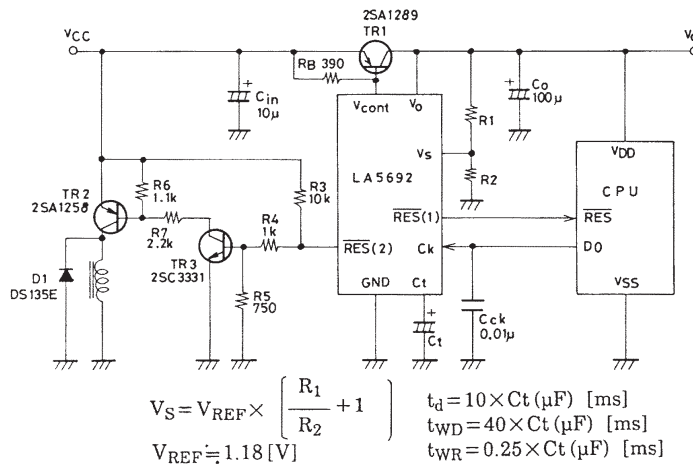 2SA1289
TR1
VCC
RB 390
V0
Cin
10μ
Vcont
Vo
Co
100μ
R1
VS
R2
LA5692
VDD
CPU
R6
1.1k
R3
10k
TR2
2SA1258
R7
2.2k
R4
1k
RES(1)
RES
TR3
2SC3331
RES(2)
Ck
DO
D1
DS135E
R5
750
GND
Ct
VSS
Cck
0.01μ
Ct
VS=VREF×(R1/R2+1)
VREF≒1.18[V]
td=10×Ct(μF) [ms]
tWD=40×Ct(μF) [ms]
tWR=0.25×Ct(μF) [ms]